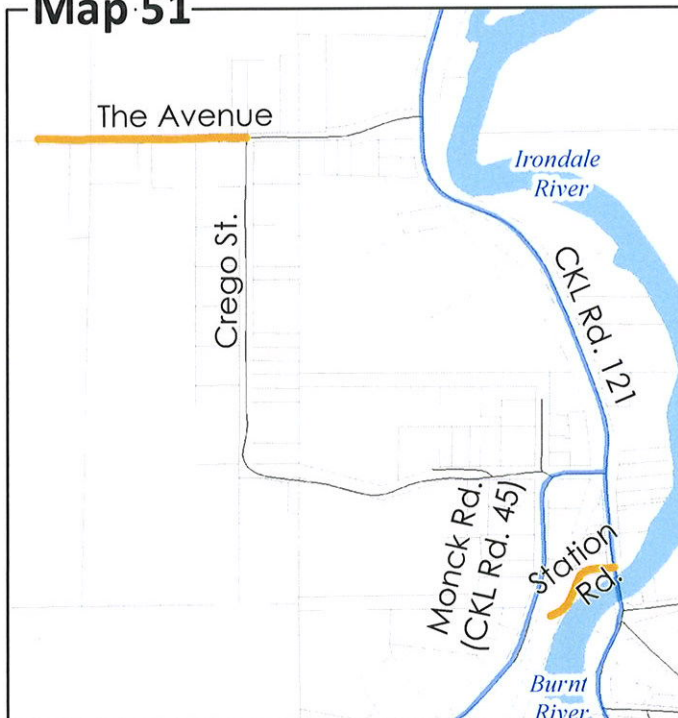 Map 51
The Avenue
Irondale
River
Crego St.
CKL Rd. 121
Monck Rd.
(CKL Rd. 45)
Station
Rd.
Burnt
River